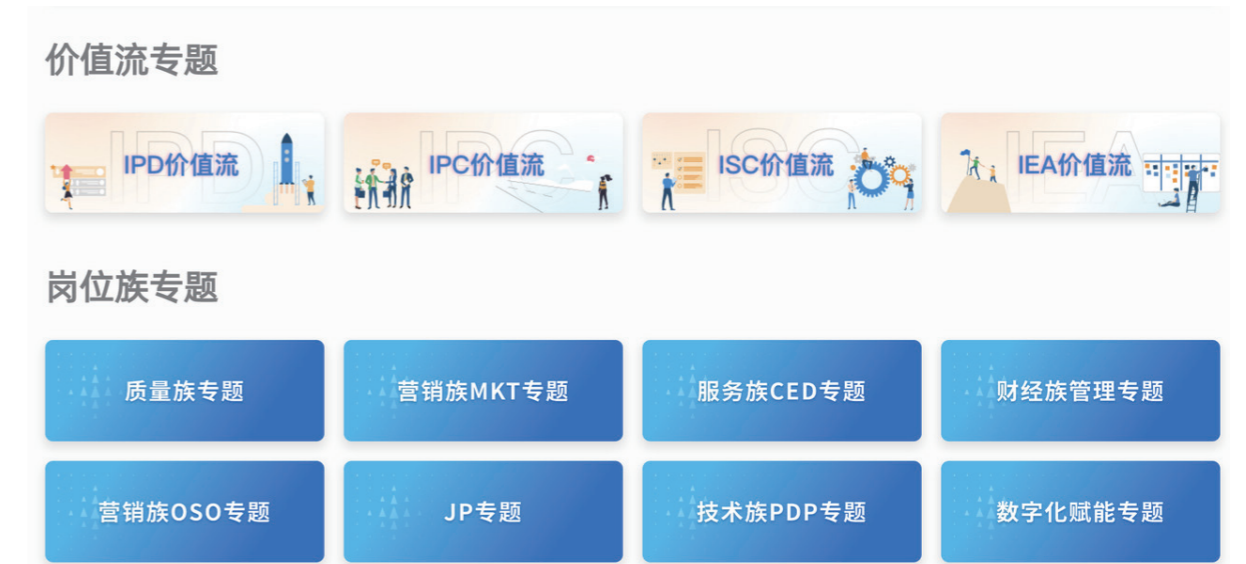 价值流专题
IPD价值流
IPC价值流
ISC价值流
IEA价值流
岗位族专题
质量族专题
营销族MKT专题
服务族CED专题
财经族管理专题
营销族OSO专题
JP专题
技术族PDP专题
数字化赋能专题